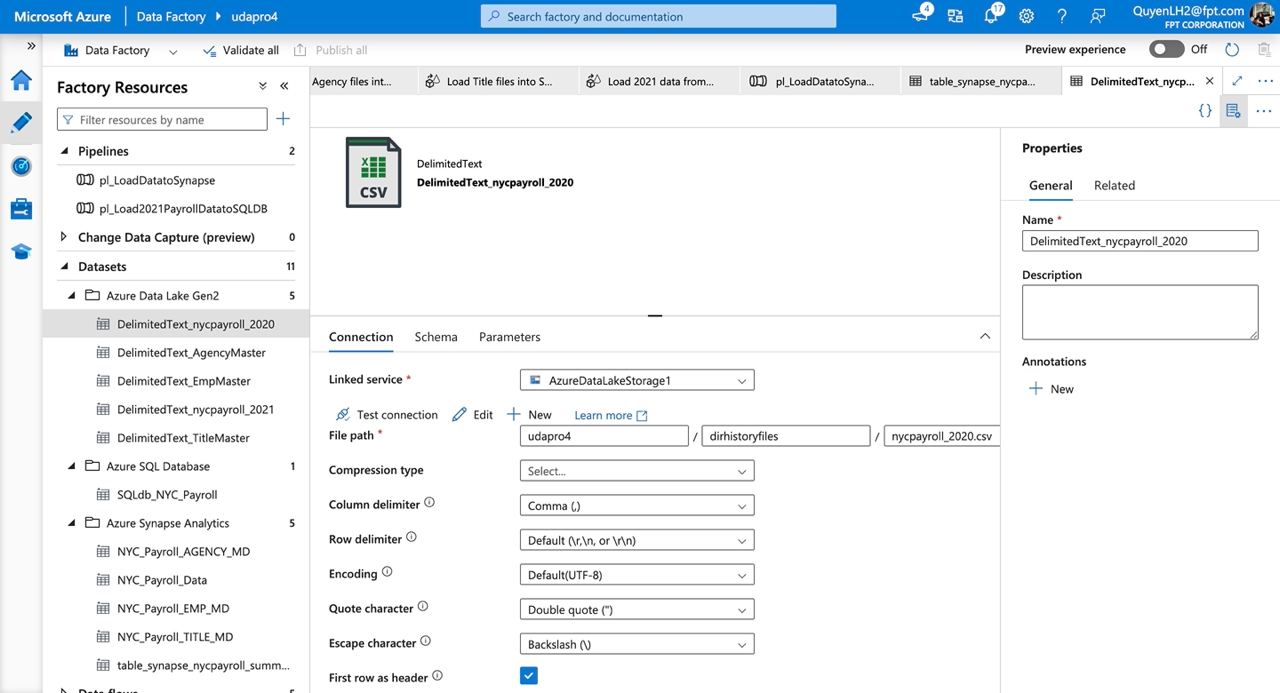 Microsoft Azure
Data Factory
udapro4
Search factory and documentation
4
17
QuyenLH2@fpt.com
FPT CORPORATION
Data Factory
Validate all
Publish all
Preview experience
Off
Factory Resources
Filter resources by name
Pipelines 2
pl_LoadDatatoSynapse
pl_Load2021PayrollDatatoSQLDB
Change Data Capture (preview) 0
Datasets 11
Azure Data Lake Gen2 5
DelimitedText_nycpayroll_2020
DelimitedText_AgencyMaster
DelimitedText_EmpMaster
DelimitedText_nycpayroll_2021
DelimitedText_TitleMaster
Azure SQL Database 1
SQLdb_NYC_Payroll
Azure Synapse Analytics 5
NYC_Payroll_AGENCY_MD
NYC_Payroll_Data
NYC_Payroll_EMP_MD
NYC_Payroll_TITLE_MD
table_synapse_nycpayroll_summ...
Data flows 5
Agency files int...
Load Title files into S...
Load 2021 data from...
pl_LoadDatatoSyna...
table_synapse_nycpa...
DelimitedText_nycp...
CSV
DelimitedText
DelimitedText_nycpayroll_2020
Connection
Schema
Parameters
Linked service *
AzureDataLakeStorage1
Test connection
Edit
New
Learn more
File path *
udapro4 / dirhistoryfiles / nycpayroll_2020.csv
Compression type
Select...
Column delimiter
Comma (,)
Row delimiter
Default (\r,\n, or \r\n)
Encoding
Default(UTF-8)
Quote character
Double quote (")
Escape character
Backslash (\)
First row as header
Properties
General
Related
Name *
DelimitedText_nycpayroll_2020
Description
Annotations
New